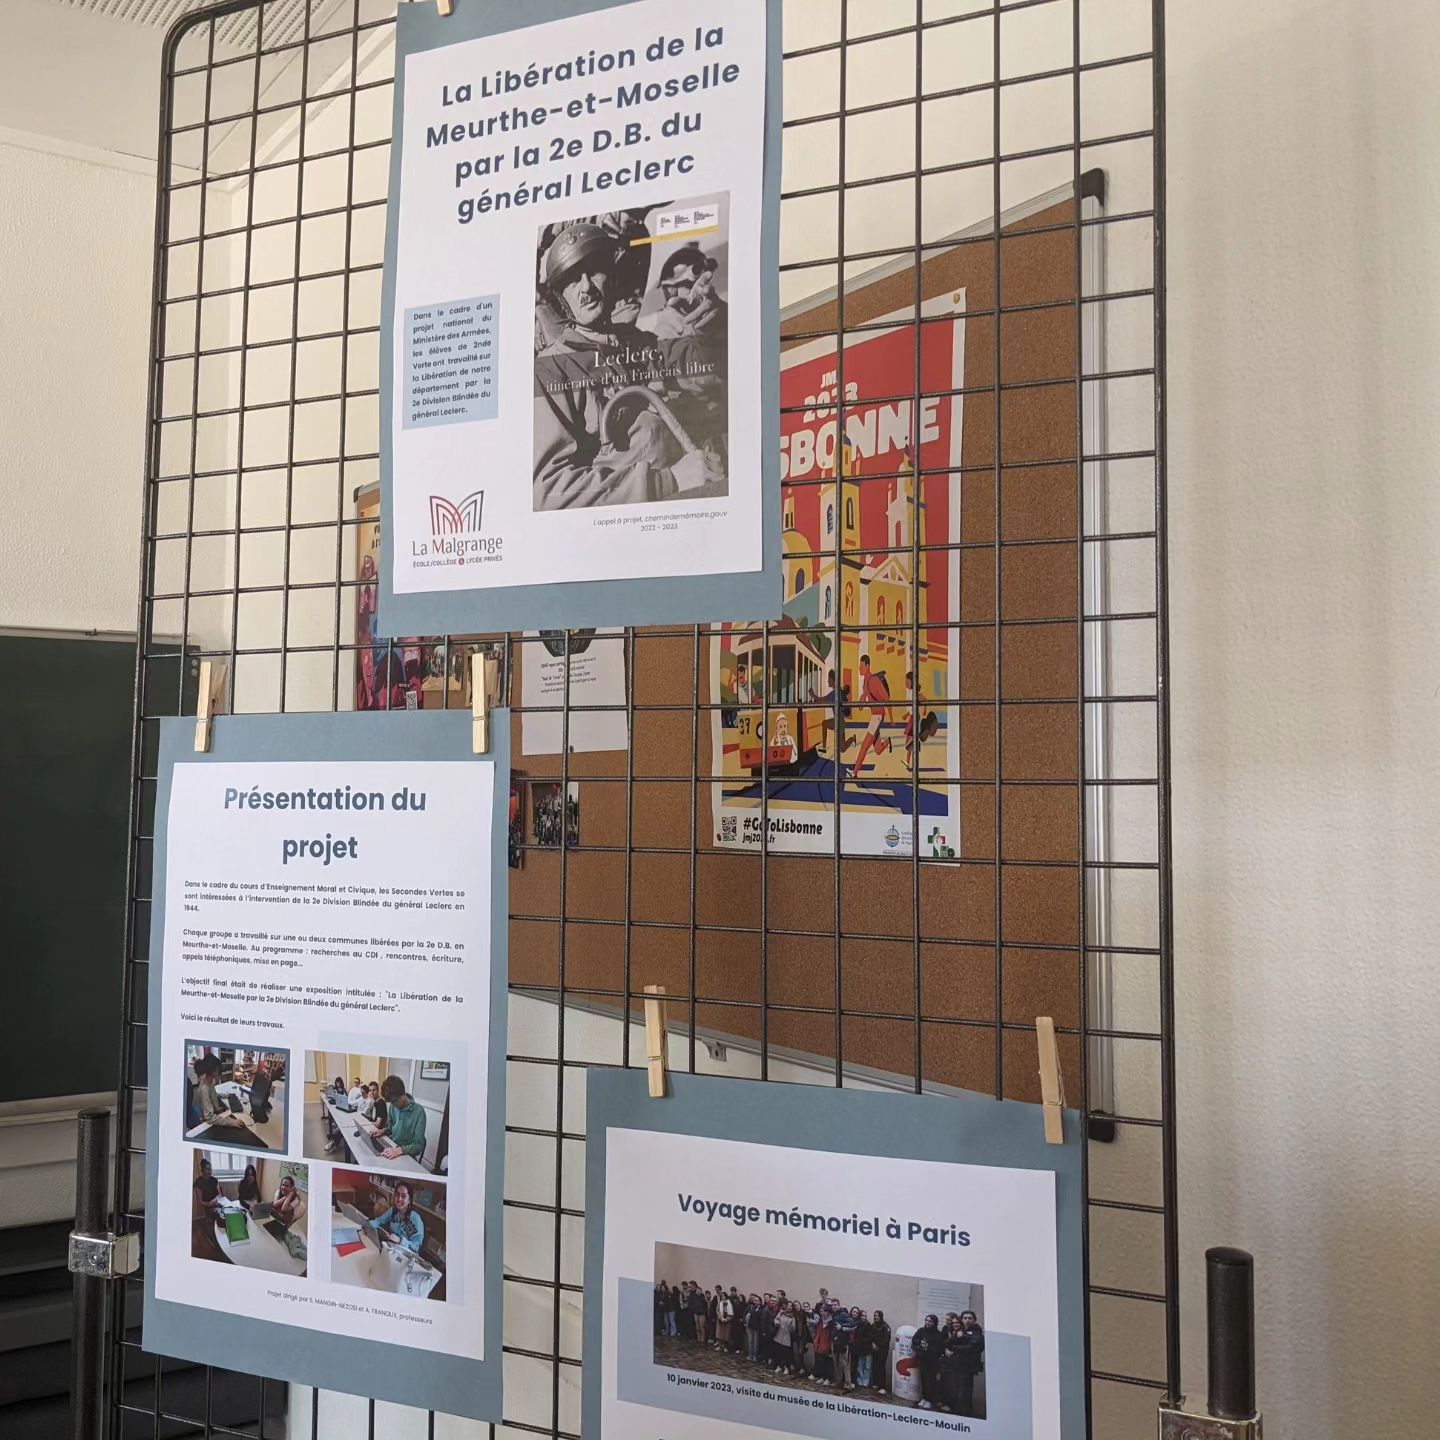 La Libération de la
Meurthe-et-Moselle
par la 2e D.B. du
général Leclerc
Dans le cadre d'un
projet national du
Ministère des Armées,
les élèves de 2nde
Verte ont travaillé sur
la Libération de notre
département par la
2e Division Blindée du
général Leclerc.
Leclerc,
itinéraire d'un Français libre
L'appel à projet, chemindemémoire.gouv
2022 - 2023
La Malgrange
ÉCOLE/COLLÈGE & LYCÉE PRIVÉS
JMJ
2023
SBONNE
37
#GoToLisbonne
jmj2023.fr
Présentation du
projet
Dans le cadre du cours d'Enseignement Moral et Civique, les Secondes Vertes se
sont intéressées à l'intervention de la 2e Division Blindée du général Leclerc en
1944.
Chaque groupe a travaillé sur une ou deux communes libérées par la 2e D.B. en
Meurthe-et-Moselle. Au programme : recherches au CDI , rencontres, écriture,
appels téléphoniques, mise en page...
L'objectif final était de réaliser une exposition intitulée : "La Libération de la
Meurthe-et-Moselle par la 2e Division Blindée du général Leclerc".
Voici le résultat de leurs travaux.
Projet dirigé par S. MANGIN-NEZOSI et A. FRANOUX, professeurs
Voyage mémoriel à Paris
10 janvier 2023, visite du musée de la Libération-Leclerc-Moulin